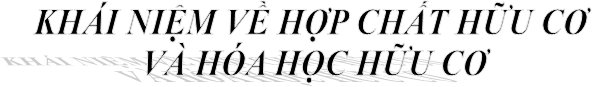 KHÁI NIỆM VỀ HỢP CHẤT HỮU CƠ
VÀ HÓA HỌC HỮU CƠ